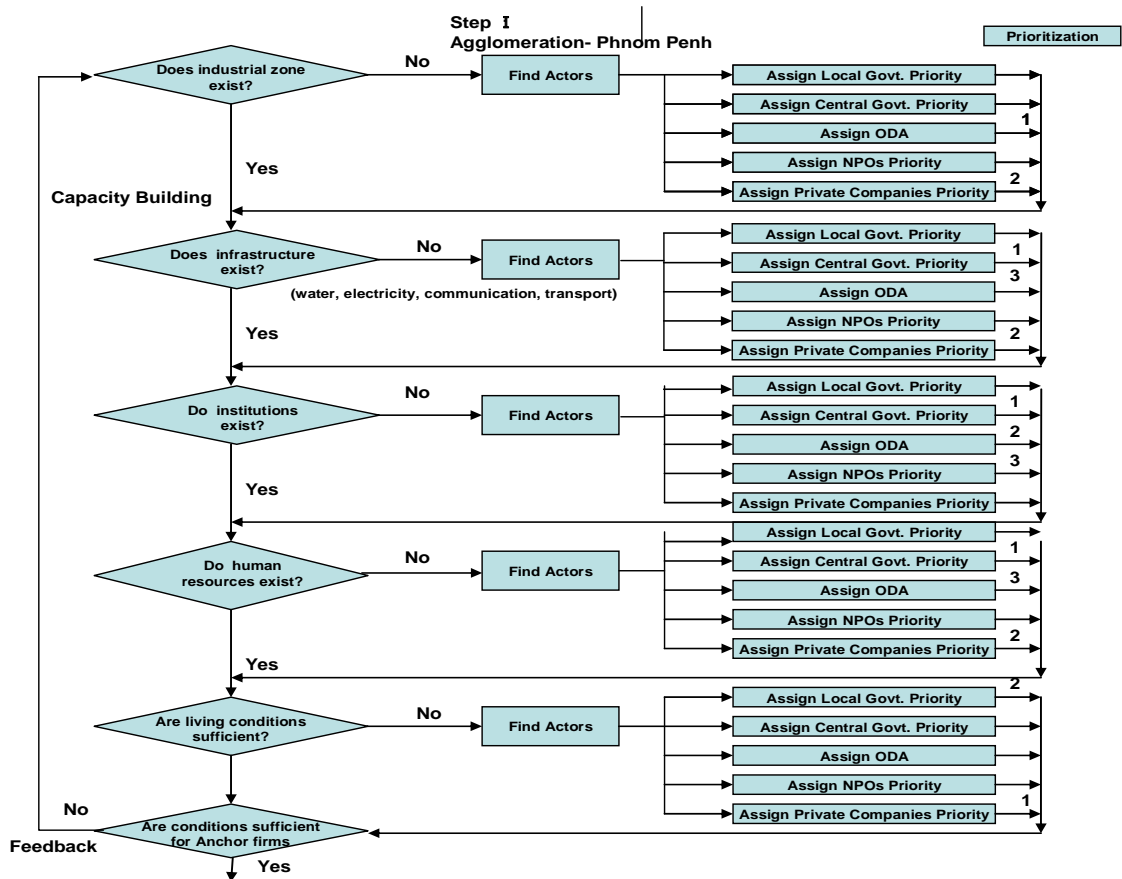 Step I
Agglomeration- Phnom Penh
Prioritization
Does industrial zone
exist?
No
Find Actors
Assign Local Govt. Priority
Assign Central Govt. Priority
1
Assign ODA
Assign NPOs Priority
2
Assign Private Companies Priority
Yes
Capacity Building
Does infrastructure
exist?
No
Find Actors
(water, electricity, communication, transport)
Assign Local Govt. Priority
1
Assign Central Govt. Priority
3
Assign ODA
Assign NPOs Priority
2
Assign Private Companies Priority
Yes
Do institutions
exist?
No
Find Actors
Assign Local Govt. Priority
1
Assign Central Govt. Priority
2
Assign ODA
3
Assign NPOs Priority
Assign Private Companies Priority
Yes
Do human
resources exist?
No
Find Actors
Assign Local Govt. Priority
1
Assign Central Govt. Priority
3
Assign ODA
Assign NPOs Priority
2
Assign Private Companies Priority
Yes
Are living conditions
sufficient?
No
Find Actors
2
Assign Local Govt. Priority
Assign Central Govt. Priority
Assign ODA
Assign NPOs Priority
1
Assign Private Companies Priority
No
Feedback
Are conditions sufficient
for Anchor firms
Yes